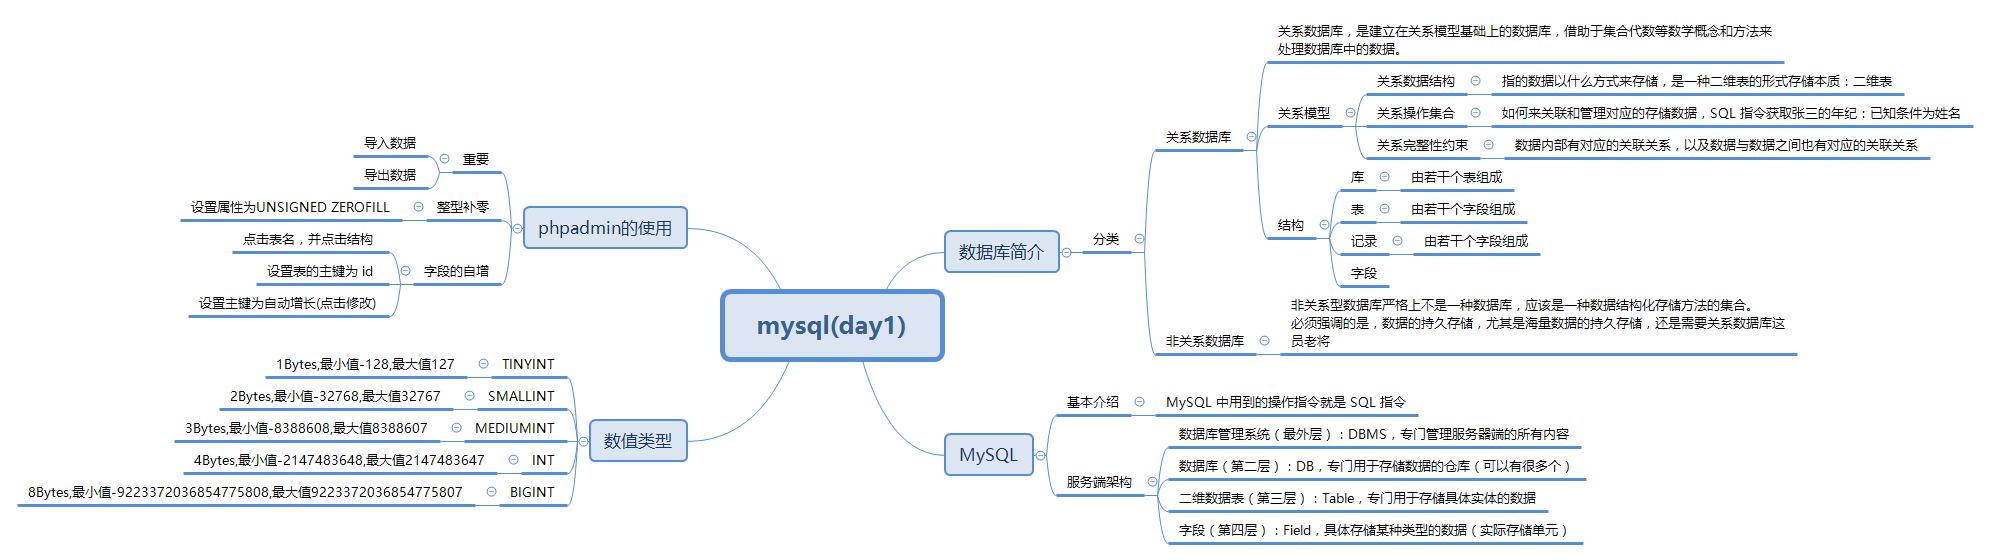 mysql(day1)
数据库简介
分类
关系数据库
关系数据库，是建立在关系模型基础上的数据库，借助于集合代数等数学概念和方法来
处理数据库中的数据。
关系模型
关系数据结构
指的数据以什么方式来存储，是一种二维表的形式存储本质：二维表
关系操作集合
如何来关联和管理对应的存储数据，SQL 指令获取张三的年纪：已知条件为姓名
关系完整性约束
数据内部有对应的关联关系，以及数据与数据之间也有对应的关联关系
结构
库
由若干个表组成
表
由若干个字段组成
记录
由若干个字段组成
字段
非关系数据库
非关系型数据库严格上不是一种数据库，应该是一种数据结构化存储方法的集合。
必须强调的是，数据的持久存储，尤其是海量数据的持久存储，还是需要关系数据库这
员老将
MySQL
基本介绍
MySQL 中用到的操作指令就是 SQL 指令
服务端架构
数据库管理系统（最外层）：DBMS，专门管理服务器端的所有内容
数据库（第二层）：DB，专门用于存储数据的仓库（可以有很多个）
二维数据表（第三层）：Table，专门用于存储具体实体的数据
字段（第四层）：Field，具体存储某种类型的数据（实际存储单元）
phpadmin的使用
重要
导入数据
导出数据
整型补零
设置属性为UNSIGNED ZEROFILL
字段的自增
点击表名，并点击结构
设置表的主键为 id
设置主键为自动增长(点击修改)
数值类型
TINYINT
1Bytes,最小值-128,最大值127
SMALLINT
2Bytes,最小值-32768,最大值32767
MEDIUMINT
3Bytes,最小值-8388608,最大值8388607
INT
4Bytes,最小值-2147483648,最大值2147483647
BIGINT
8Bytes,最小值-9223372036854775808,最大值9223372036854775807